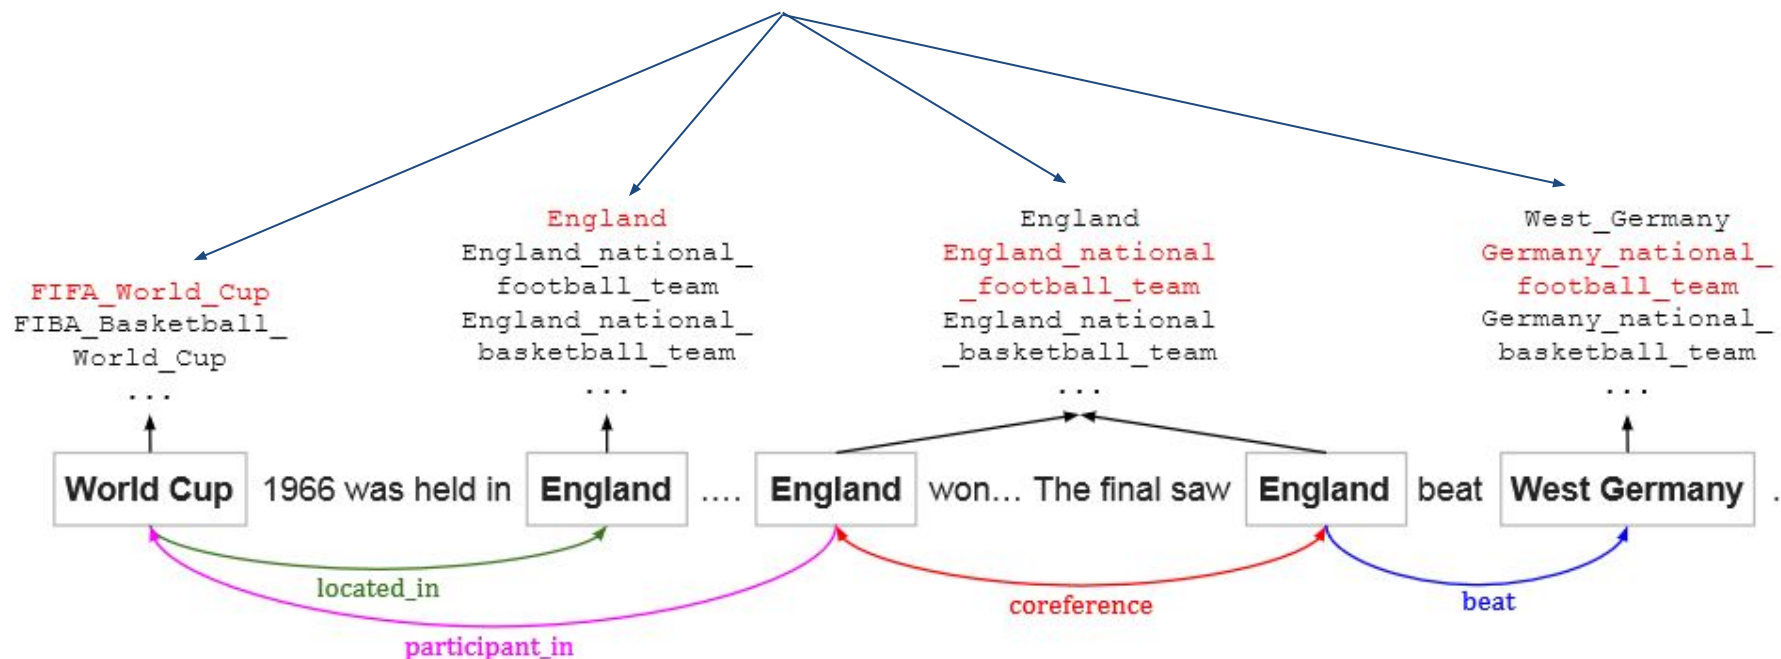 FIFA_World_Cup
FIBA_Basketball_
World_Cup
...
England
England_national_
football_team
England_national_
basketball_team
...
England
England_national
_football_team
England_national
_basketball_team
...
West_Germany
Germany_national_
football_team
Germany_national_
basketball_team
...
World Cup 1966 was held in England .... England won... The final saw England beat West Germany .
located_in
participant_in
coreference
beat